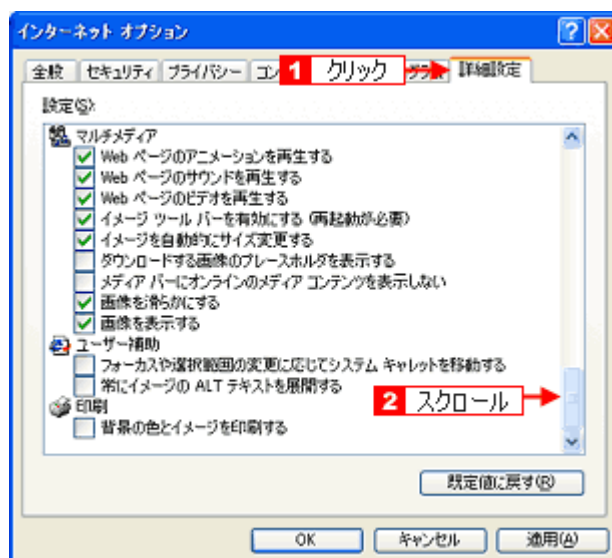 インターネット オプション
全般 セキュリティ プライバシー コン 1 クリック グラム 詳細設定
設定(S):
マルチメディア
Web ページのアニメーションを再生する
Web ページのサウンドを再生する
Web ページのビデオを再生する
イメージ ツール バーを有効にする (再起動が必要)
イメージを自動的にサイズ変更する
ダウンロードする画像のプレースホルダを表示する
メディア バーにオンラインのメディア コンテンツを表示しない
画像を滑らかにする
画像を表示する
ユーザー補助
フォーカスや選択範囲の変更に応じてシステム キャレットを移動する
常にイメージの ALT テキストを展開する
2 スクロール
印刷
背景の色とイメージを印刷する
既定値に戻す(R)
OK キャンセル 適用(A)